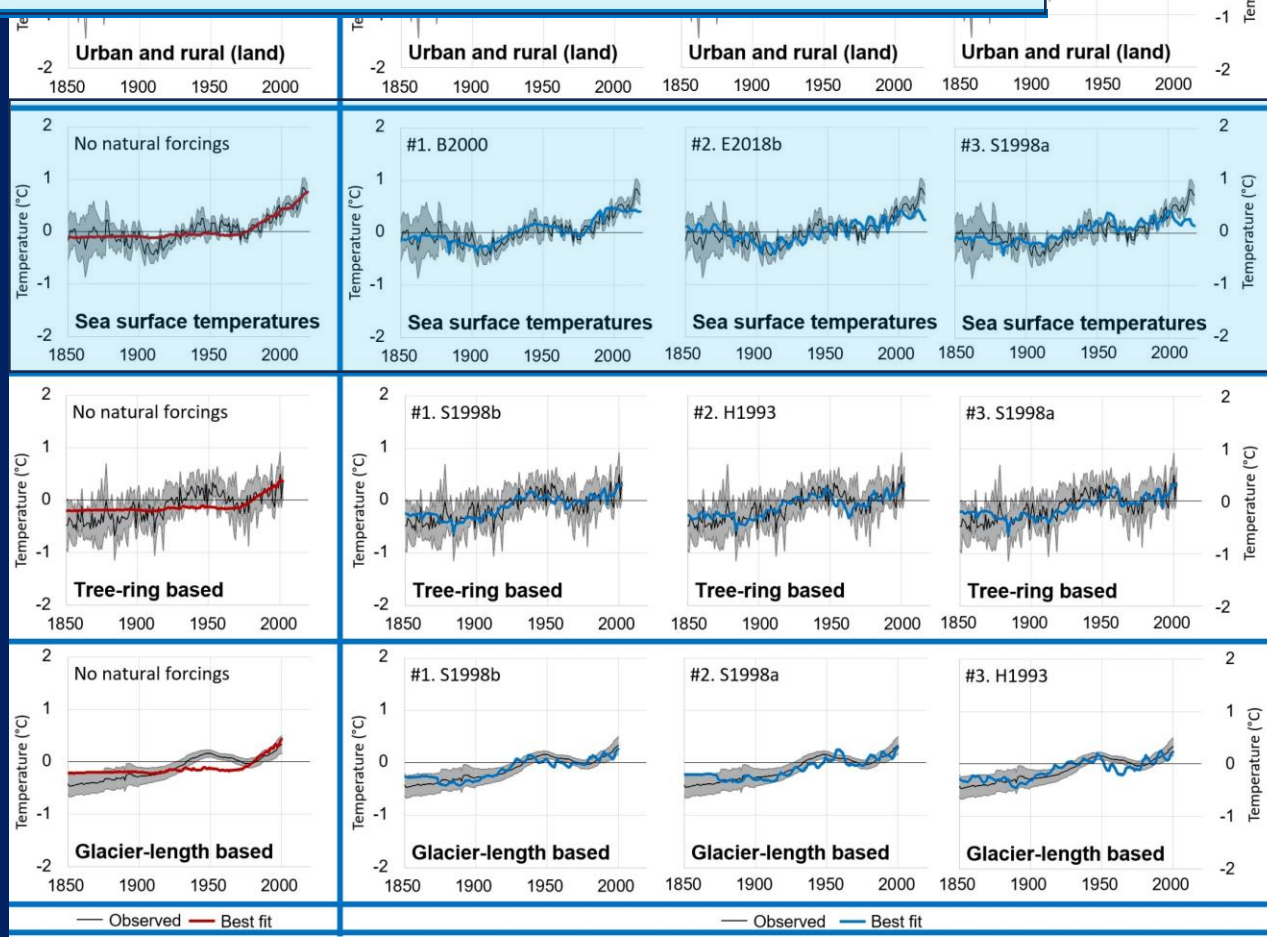 Urban and rural (land) Urban and rural (land) Urban and rural (land) Urban and rural (land)
-1
-2 -2 -2 -2 -2
1850 1900 1950 2000 1850 1900 1950 2000 1850 1900 1950 2000 1850 1900 1950 2000
No natural forcings #1. B2000 #2. E2018b #3. S1998a
2 2 2
1 1 1
0 0 0
-1 -1 -1
-2 -2 -2
Temperature (°C) Temperature (°C) Temperature (°C)
Sea surface temperatures Sea surface temperatures Sea surface temperatures Sea surface temperatures
1850 1900 1950 2000 1850 1900 1950 2000 1850 1900 1950 2000 1850 1900 1950 2000
No natural forcings #1. S1998b #2. H1993 #3. S1998a
2 2 2
1 1 1
0 0 0
-1 -1 -1
-2 -2 -2
Temperature (°C) Temperature (°C) Temperature (°C)
Tree-ring based Tree-ring based Tree-ring based Tree-ring based
1850 1900 1950 2000 1850 1900 1950 2000 1850 1900 1950 2000 1850 1900 1950 2000
No natural forcings #1. S1998b #2. S1998a #3. H1993
2 2 2
1 1 1
0 0 0
-1 -1 -1
-2 -2 -2
Temperature (°C) Temperature (°C) Temperature (°C)
Glacier-length based Glacier-length based Glacier-length based Glacier-length based
1850 1900 1950 2000 1850 1900 1950 2000 1850 1900 1950 2000 1850 1900 1950 2000
Observed Best fit Observed Best fit